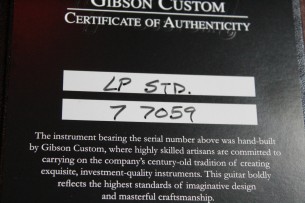 GIBSON CUSTOM
CERTIFICATE OF AUTHENTICITY
LP STD.
7 7059
The instrument bearing the serial number above was hand-built
by Gibson Custom, where highly skilled artisans are committed to
carrying on the company's century-old tradition of creating
exquisite, investment-quality instruments. This guitar boldly
reflects the highest standards of imaginative design
and masterful craftsmanship.